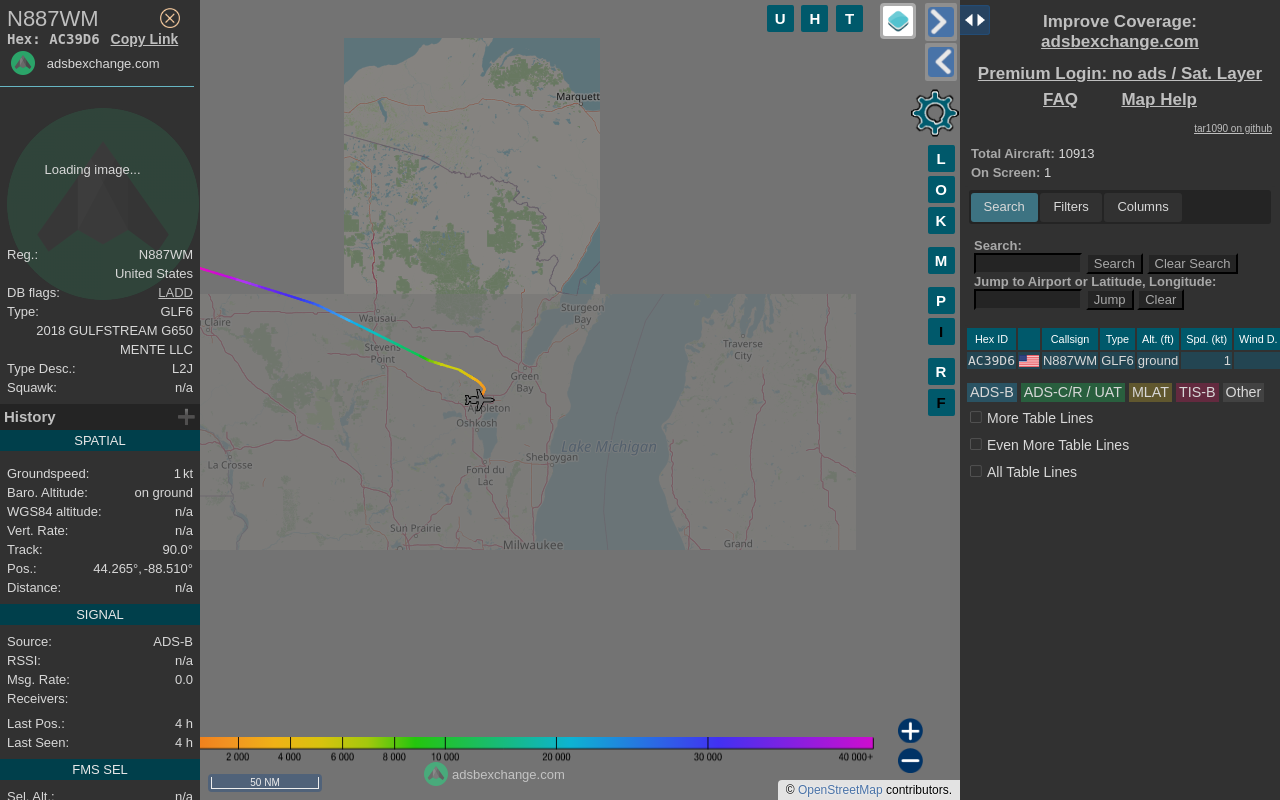 N887WM
Hex: AC39D6 Copy Link
adsbexchange.com
Loading image...
Reg.: N887WM
United States
DB flags: LADD
Type: GLF6
2018 GULFSTREAM G650
MENTE LLC
Type Desc.: L2J
Squawk: n/a
History
SPATIAL
Groundspeed: 1 kt
Baro. Altitude: on ground
WGS84 altitude: n/a
Vert. Rate: n/a
Track: 90.0°
Pos.: 44.265°, -88.510°
Distance: n/a
SIGNAL
Source: ADS-B
RSSI: n/a
Msg. Rate: 0.0
Receivers:
Last Pos.: 4 h
Last Seen: 4 h
FMS SEL
Sel. Alt.: n/a
U H T
Marquett
Claire
Wausau
Stevens
Point
Sturgeon
Bay
Green
Bay
Traverse
City
Appleton
Oshkosh
La Crosse
Fond du
Lac
Sheboygan
Lake Michigan
Sun Prairie
Milwaukee
Grand
L
O
K
M
P
I
R
F
2 000 4 000 6 000 8 000 10 000 20 000 30 000 40 000+
adsbexchange.com
50 NM
© OpenStreetMap contributors.
Improve Coverage:
adsbexchange.com
Premium Login: no ads / Sat. Layer
FAQ Map Help
tar1090 on github
Total Aircraft: 10913
On Screen: 1
Search Filters Columns
Search:
Search Clear Search
Jump to Airport or Latitude, Longitude:
Jump Clear
Hex ID Callsign Type Alt. (ft) Spd. (kt) Wind D.
AC39D6 N887WM GLF6 ground 1
ADS-B ADS-C/R / UAT MLAT TIS-B Other
More Table Lines
Even More Table Lines
All Table Lines